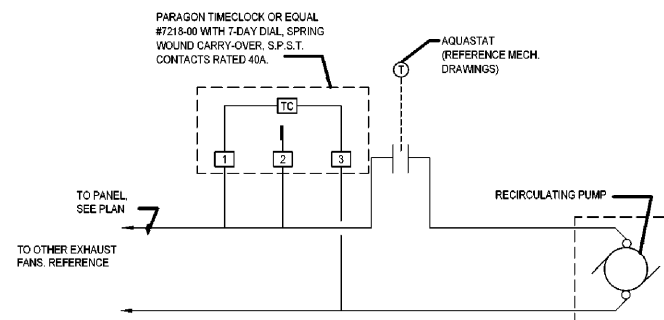 PARAGON TIMECLOCK OR EQUAL
#7218-00 WITH 7-DAY DIAL, SPRING
WOUND CARRY-OVER, S.P.S.T.
CONTACTS RATED 40A.
AQUASTAT
(REFERENCE MECH.
DRAWINGS)
T
TC
1 2 3
TO PANEL,
SEE PLAN
RECIRCULATING PUMP
TO OTHER EXHAUST
FANS. REFERENCE